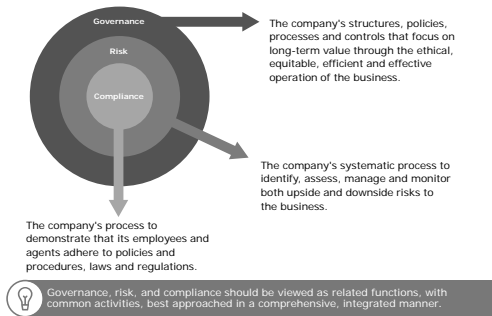 Governance
The company's structures, policies,
processes and controls that focus on
long-term value through the ethical,
equitable, efficient and effective
operation of the business.
Risk
Compliance
The company's systematic process to
identify, assess, manage and monitor
both upside and downside risks to
the business.
The company's process to
demonstrate that its employees and
agents adhere to policies and
procedures, laws and regulations.
Governance, risk, and compliance should be viewed as related functions, with
common activities, best approached in a comprehensive, integrated manner.